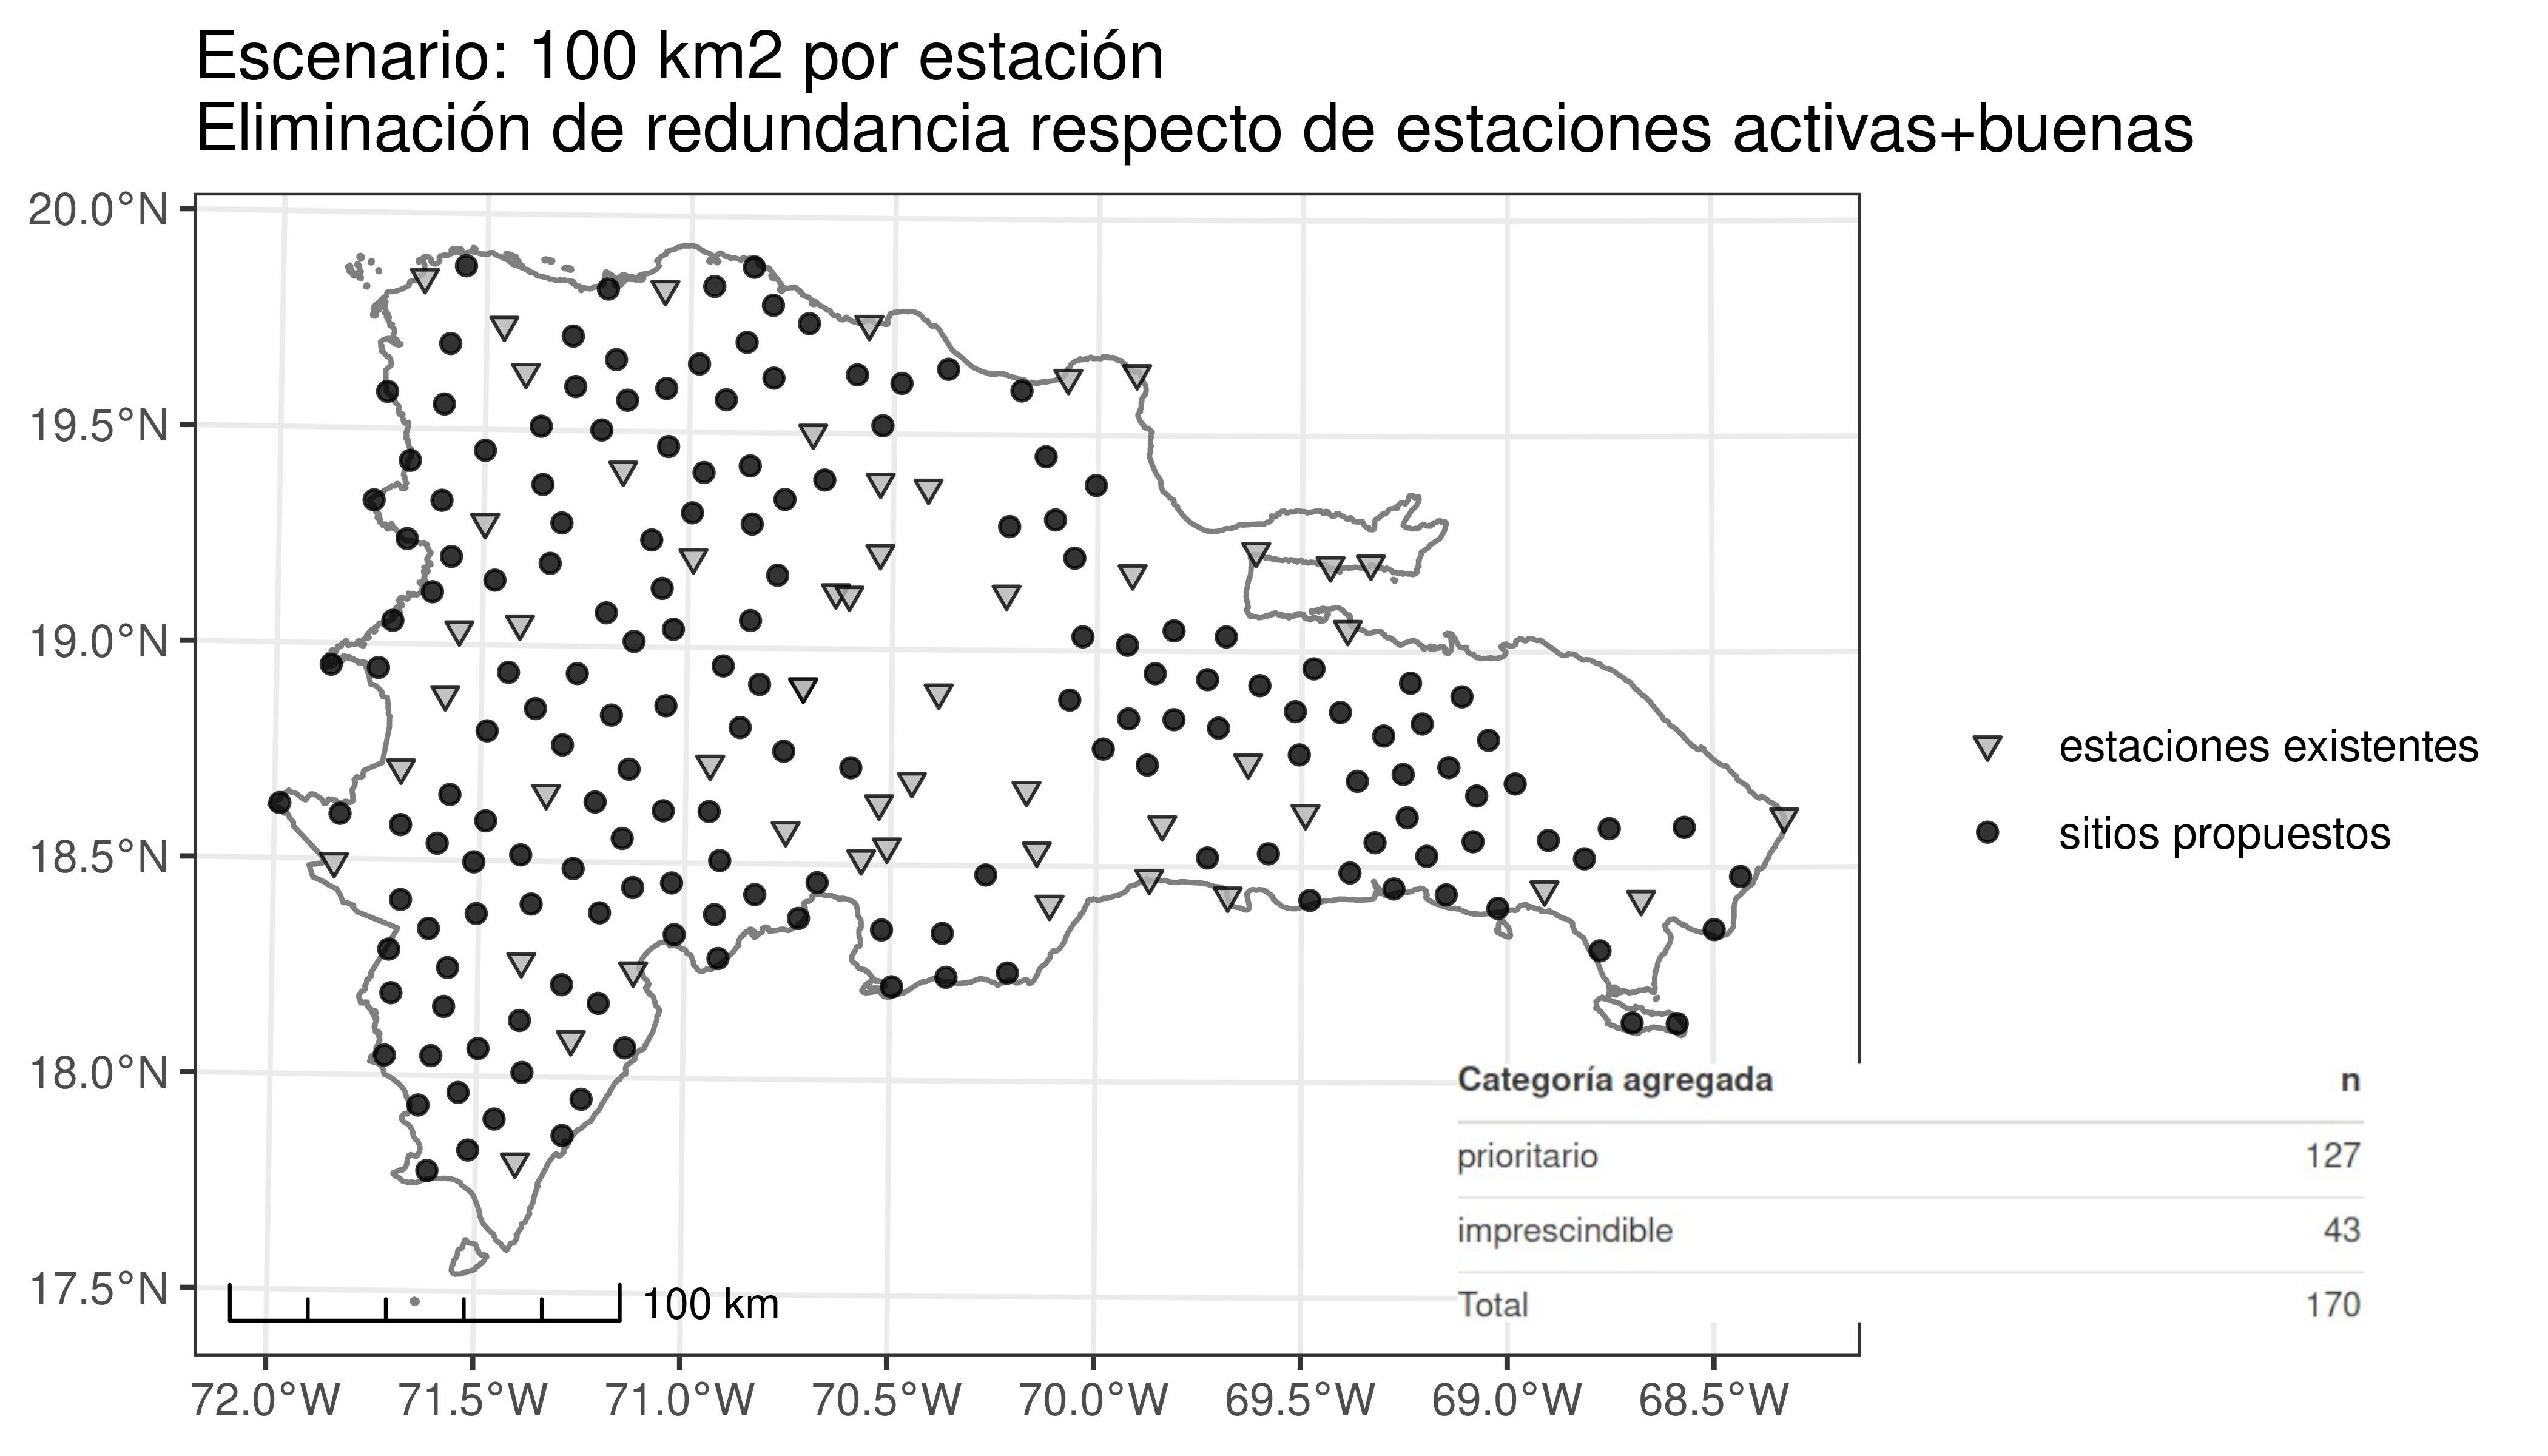 Escenario: 100 km2 por estación
Eliminación de redundancia respecto de estaciones activas+buenas
20.0°N
19.5°N
19.0°N
18.5°N
18.0°N
17.5°N
estaciones existentes
sitios propuestos
Categoría agregada n
prioritario 127
imprescindible 43
Total 170
100 km
72.0°W 71.5°W 71.0°W 70.5°W 70.0°W 69.5°W 69.0°W 68.5°W